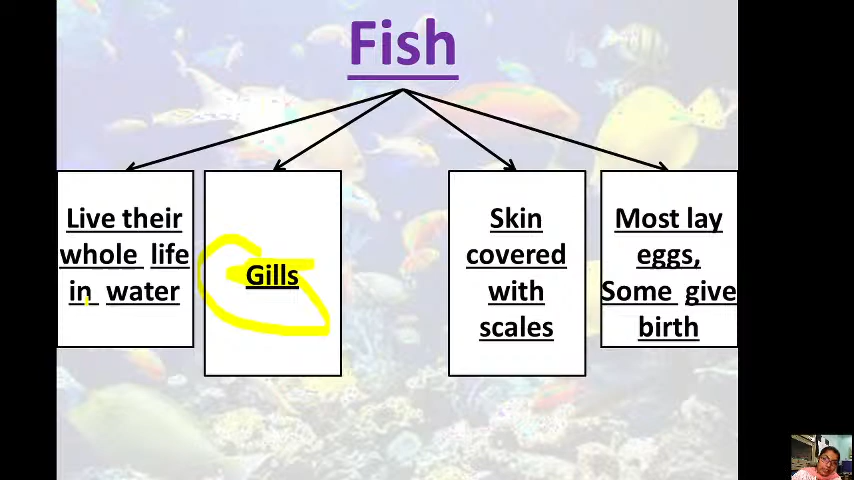 Fish
Live their
whole life
in water
Gills
Skin
covered
with
scales
Most lay
eggs,
Some give
birth